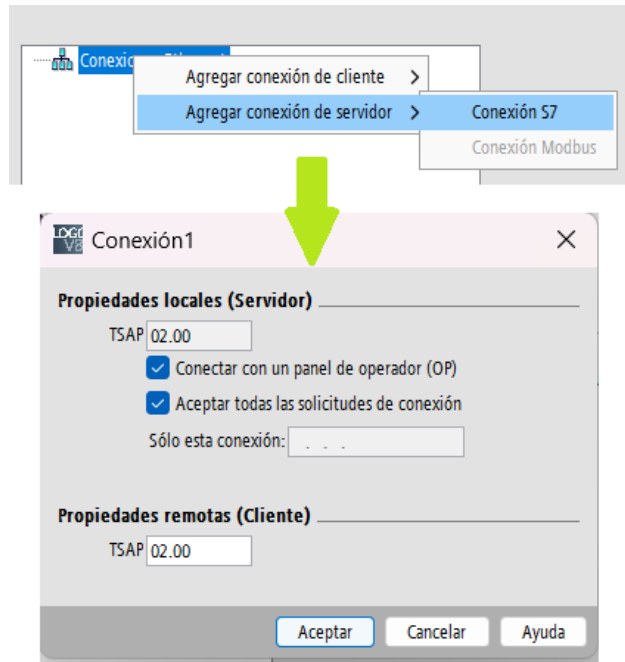 Agregar conexión de cliente
Agregar conexión de servidor
Conexión S7
Conexión Modbus
LOGO V8
Conexión1
Propiedades locales (Servidor)
TSAP 02.00
Conectar con un panel de operador (OP)
Aceptar todas las solicitudes de conexión
Sólo esta conexión: . . .
Propiedades remotas (Cliente)
TSAP 02.00
Aceptar Cancelar Ayuda